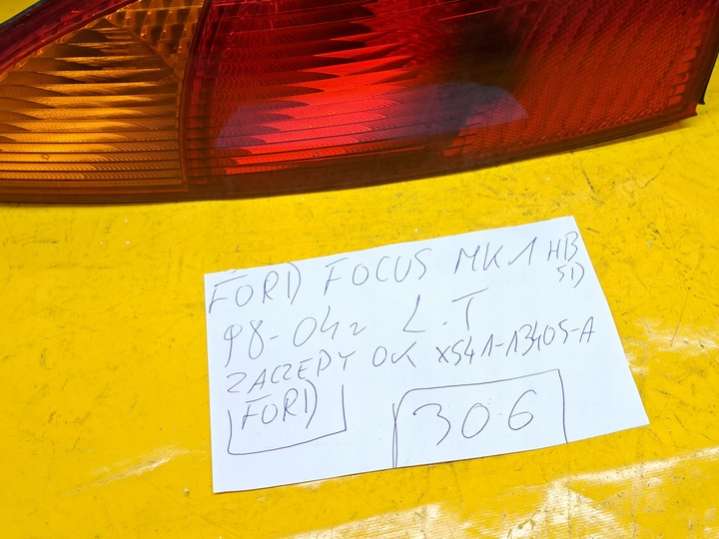 FORD FOCUS MK1 HB
5D
98-04r L.T
ZACZEPY OK XS41-13405-A
FORD
306